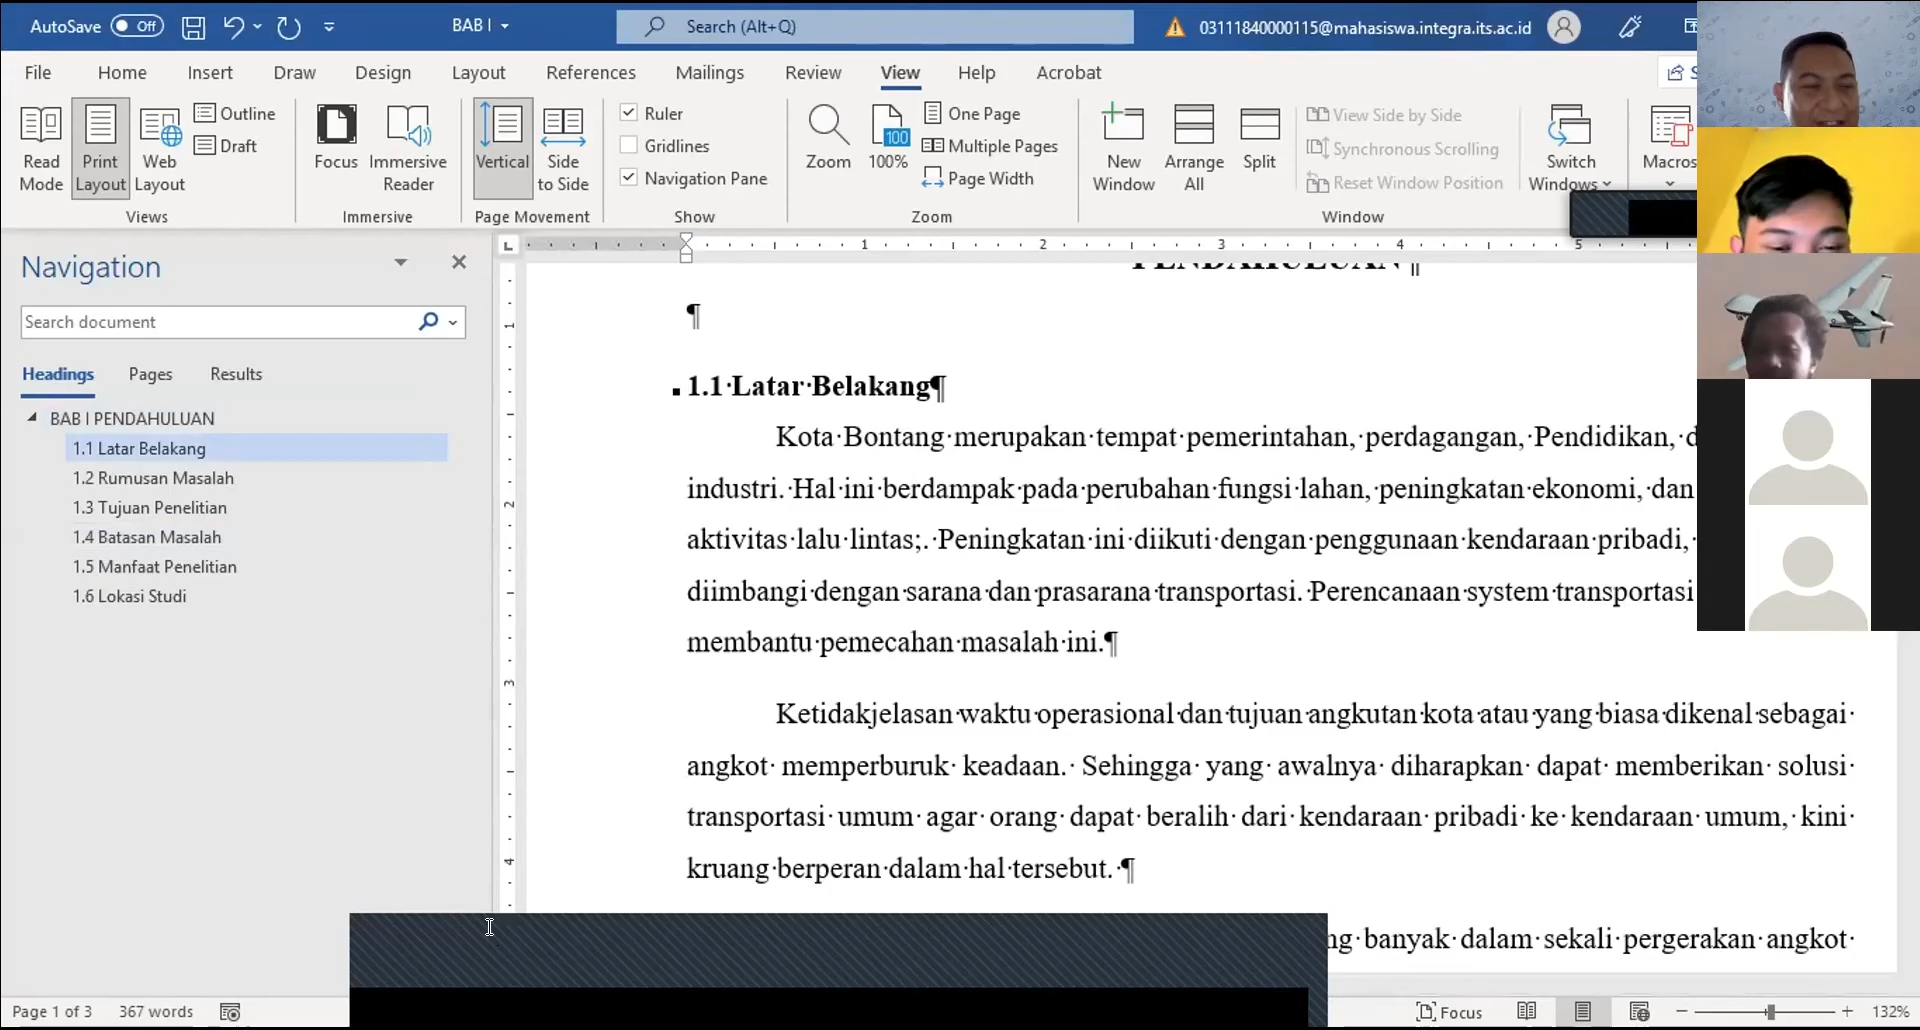 AutoSave Off BAB I Search (Alt+Q) 03111840000115@mahasiswa.integra.its.ac.id
File Home Insert Draw Design Layout References Mailings Review View Help Acrobat
Read Mode
Print Layout
Web Layout
Outline
Draft
Views
Focus
Immersive Reader
Immersive
Vertical
Side to Side
Page Movement
Ruler
Gridlines
Navigation Pane
Show
Zoom
100
100%
One Page
Multiple Pages
Page Width
Zoom
New Window
Arrange All
Split
View Side by Side
Synchronous Scrolling
Reset Window Position
Switch Windows
Window
Macros
Navigation
Search document
Headings Pages Results
BAB I PENDAHULUAN
1.1 Latar Belakang
1.2 Rumusan Masalah
1.3 Tujuan Penelitian
1.4 Batasan Masalah
1.5 Manfaat Penelitian
1.6 Lokasi Studi
1 2 3 4 5
1
2
3
4
PENDAHULUAN¶
¶
1.1·Latar·Belakang¶
Kota·Bontang·merupakan·tempat·pemerintahan,·perdagangan,·Pendidikan,·d
industri.·Hal·ini·berdampak·pada·perubahan·fungsi·lahan,·peningkatan·ekonomi,·dan
aktivitas·lalu·lintas;.·Peningkatan·ini·diikuti·dengan·penggunaan·kendaraan·pribadi,·
diimbangi·dengan·sarana·dan·prasarana·transportasi.·Perencanaan·system·transportasi
membantu·pemecahan·masalah·ini.¶
Ketidakjelasan·waktu·operasional·dan·tujuan·angkutan·kota·atau·yang·biasa·dikenal·sebagai·
angkot·memperburuk·keadaan.·Sehingga·yang·awalnya·diharapkan·dapat·memberikan·solusi·
transportasi·umum·agar·orang·dapat·beralih·dari·kendaraan·pribadi·ke·kendaraan·umum,·kini·
kruang·berperan·dalam·hal·tersebut.·¶
ng·banyak·dalam·sekali·pergerakan·angkot·
Page 1 of 3 367 words Focus 132%